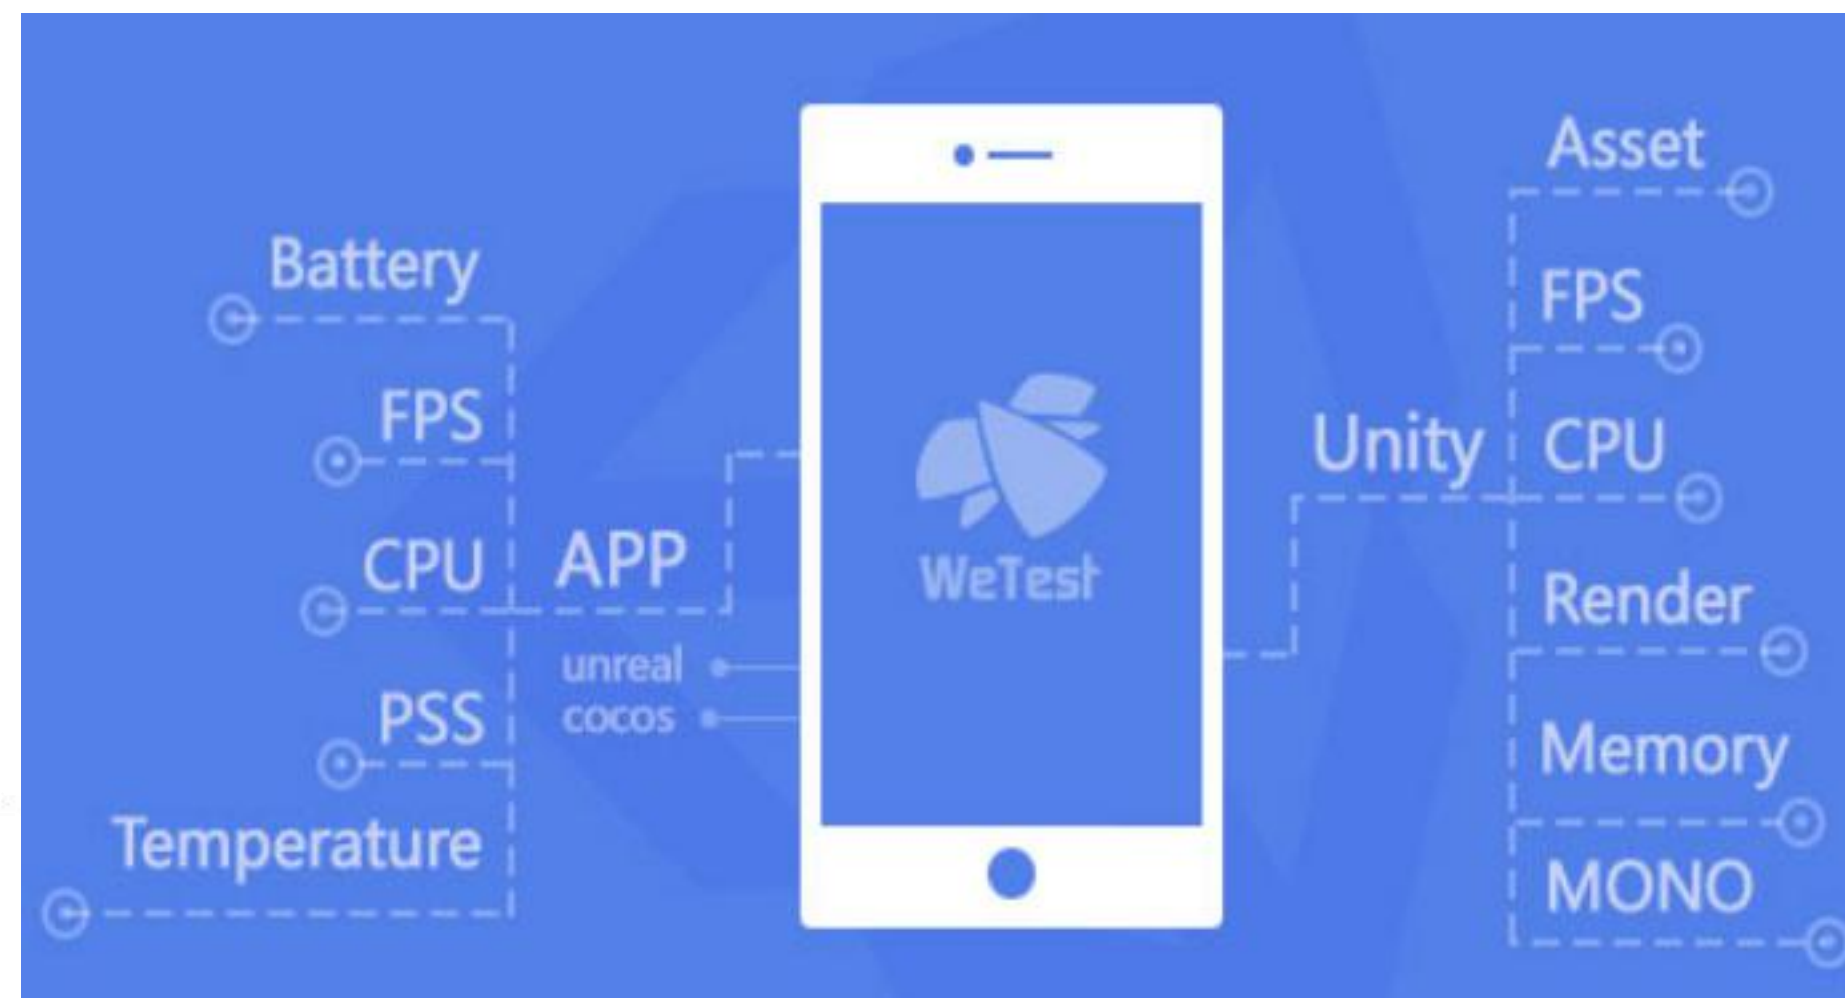 Battery
FPS
CPU
PSS
Temperature
APP
unreal
cocos
WeTest
Unity
Asset
FPS
CPU
Render
Memory
MONO